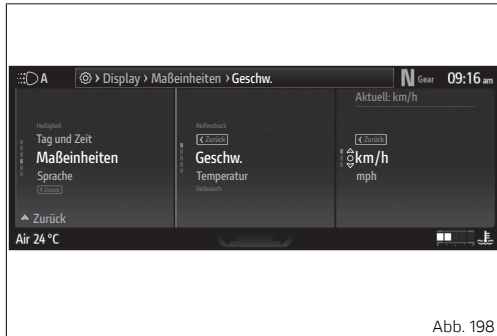 A
> Display > Maßeinheiten > Geschw.
N Gear
09:16 am
Aktuell: km/h
Helligkeit
Tag und Zeit
Maßeinheiten
Sprache
Zurück
Zurück
Reifendruck
Zurück
Geschw.
Temperatur
Verbrauch
Zurück
km/h
mph
Air 24 °C
Abb. 198